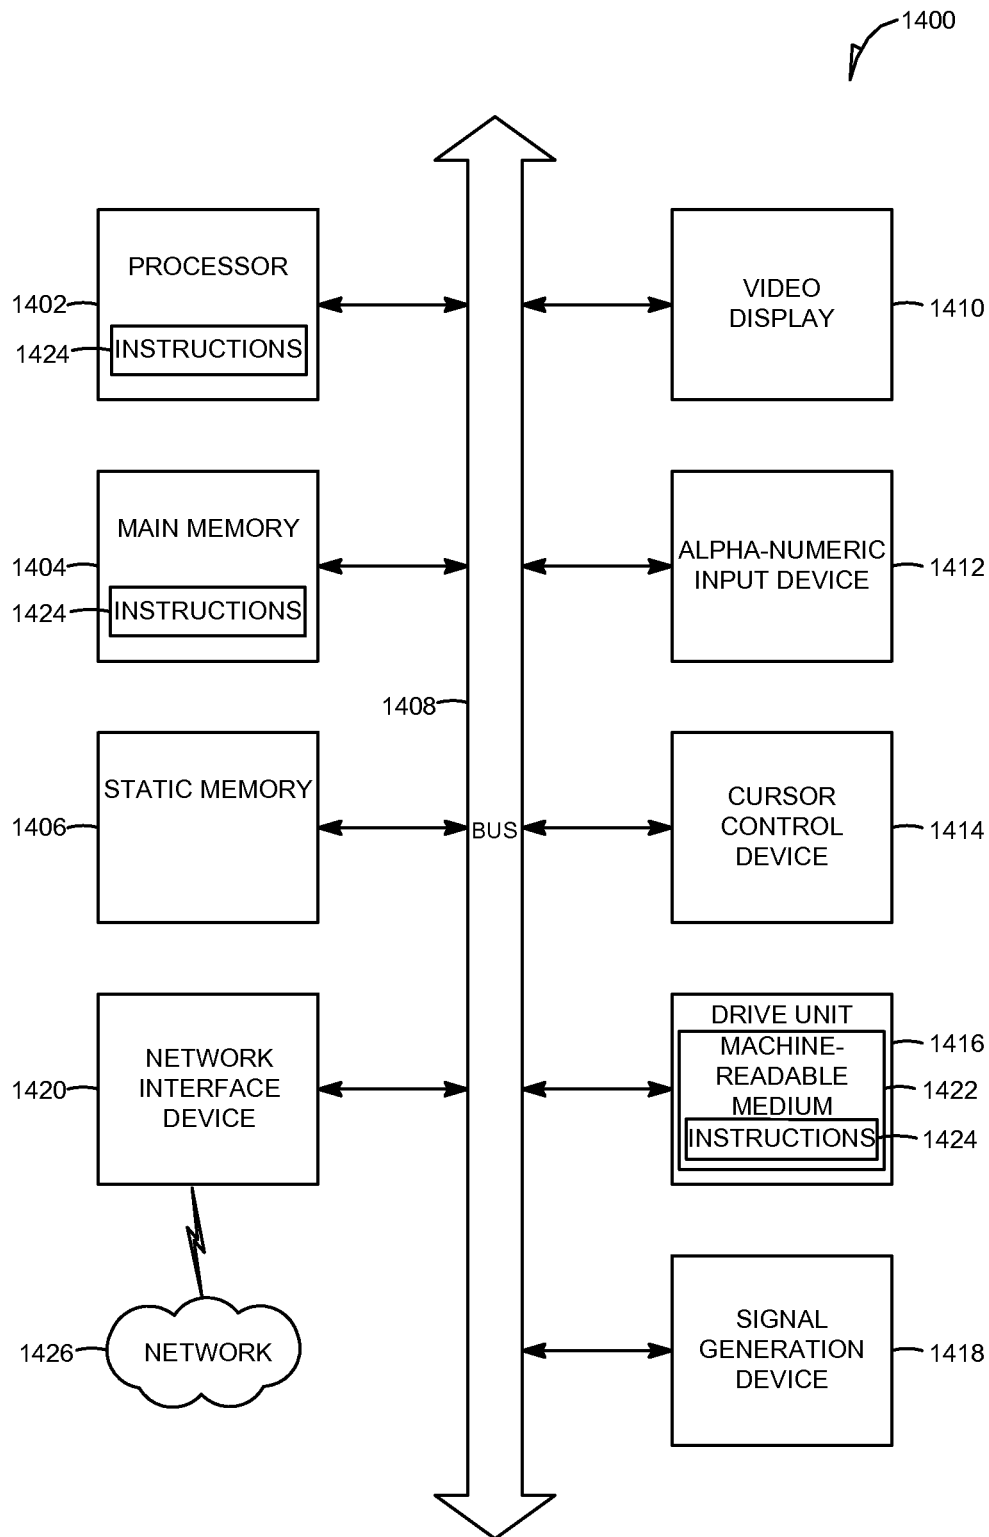 1400
PROCESSOR
1402
1424
INSTRUCTIONS
VIDEO
DISPLAY
1410
MAIN MEMORY
1404
1424
INSTRUCTIONS
ALPHA-NUMERIC
INPUT DEVICE
1412
1408
STATIC MEMORY
1406
BUS
CURSOR
CONTROL
DEVICE
1414
NETWORK
INTERFACE
DEVICE
1420
DRIVE UNIT
MACHINE-
READABLE
MEDIUM
INSTRUCTIONS
1416
1422
1424
NETWORK
1426
SIGNAL
GENERATION
DEVICE
1418